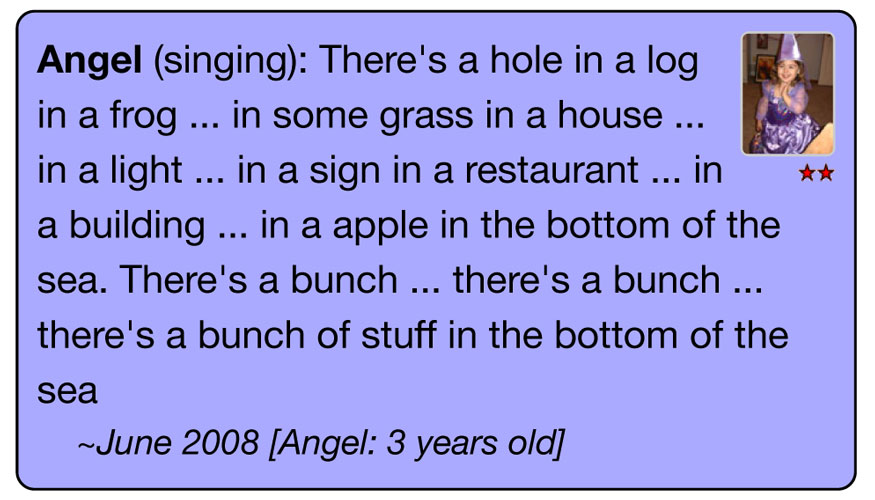 Angel (singing): There's a hole in a log
in a frog ... in some grass in a house ...
in a light ... in a sign in a restaurant ... in
a building ... in a apple in the bottom of the
sea. There's a bunch ... there's a bunch ...
there's a bunch of stuff in the bottom of the
sea
~June 2008 [Angel: 3 years old]